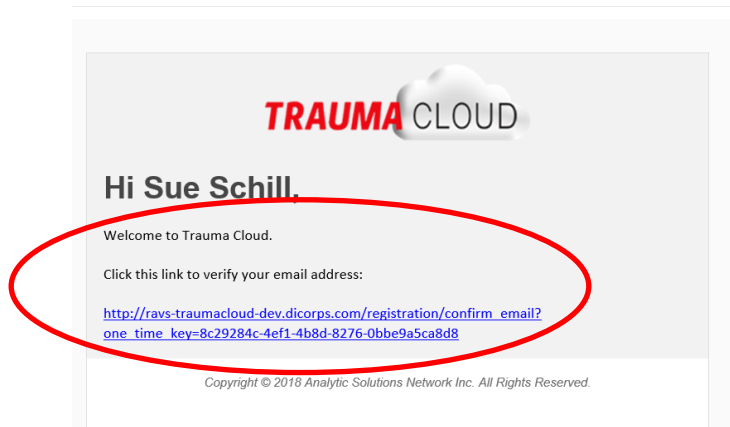 TRAUMA CLOUD
Hi Sue Schill,
Welcome to Trauma Cloud.
Click this link to verify your email address:
http://ravs-traumacloud-dev.dicorps.com/registration/confirm_email?
one_time_key=8c29284c-4ef1-4b8d-8276-0bbe9a5ca8d8
Copyright © 2018 Analytic Solutions Network Inc. All Rights Reserved.